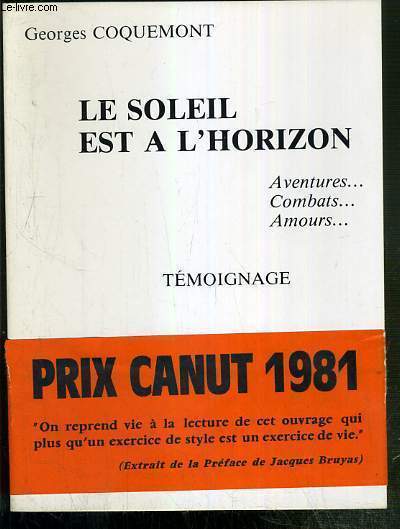 le-livre.com
Georges COQUEMONT
LE SOLEIL
EST A L'HORIZON
Aventures...
Combats...
Amours...
TÉMOIGNAGE
PRIX CANUT 1981
"On reprend vie à la lecture de cet ouvrage qui
plus qu'un exercice de style est un exercice de vie."
(Extrait de la Préface de Jacques Bruyas)